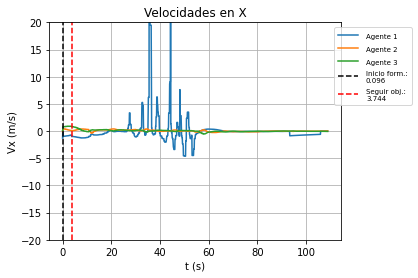 Velocidades en X
Vx (m/s)
20
15
10
5
0
−5
−10
−15
−20
0
20
40
60
80
100
t (s)
Agente 1
Agente 2
Agente 3
Inicio form.:
0.096
Seguir obj.:
3.744